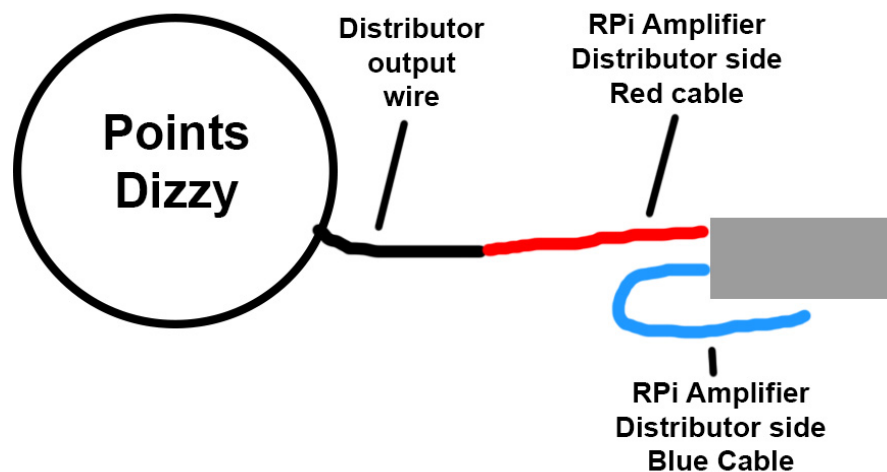 Points
Dizzy
Distributor
output
wire
RPi Amplifier
Distributor side
Red cable
RPi Amplifier
Distributor side
Blue Cable